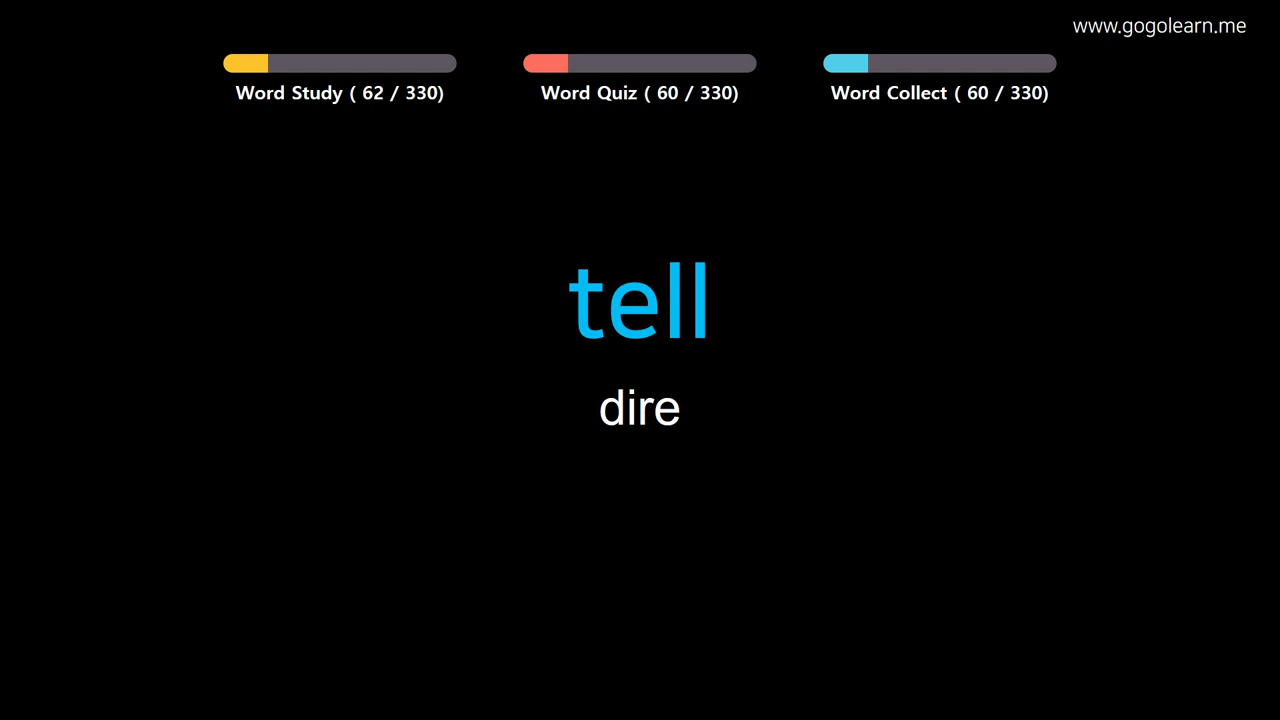 www.gogolearn.me
Word Study ( 62 / 330)
Word Quiz ( 60 / 330)
Word Collect ( 60 / 330)
tell
dire